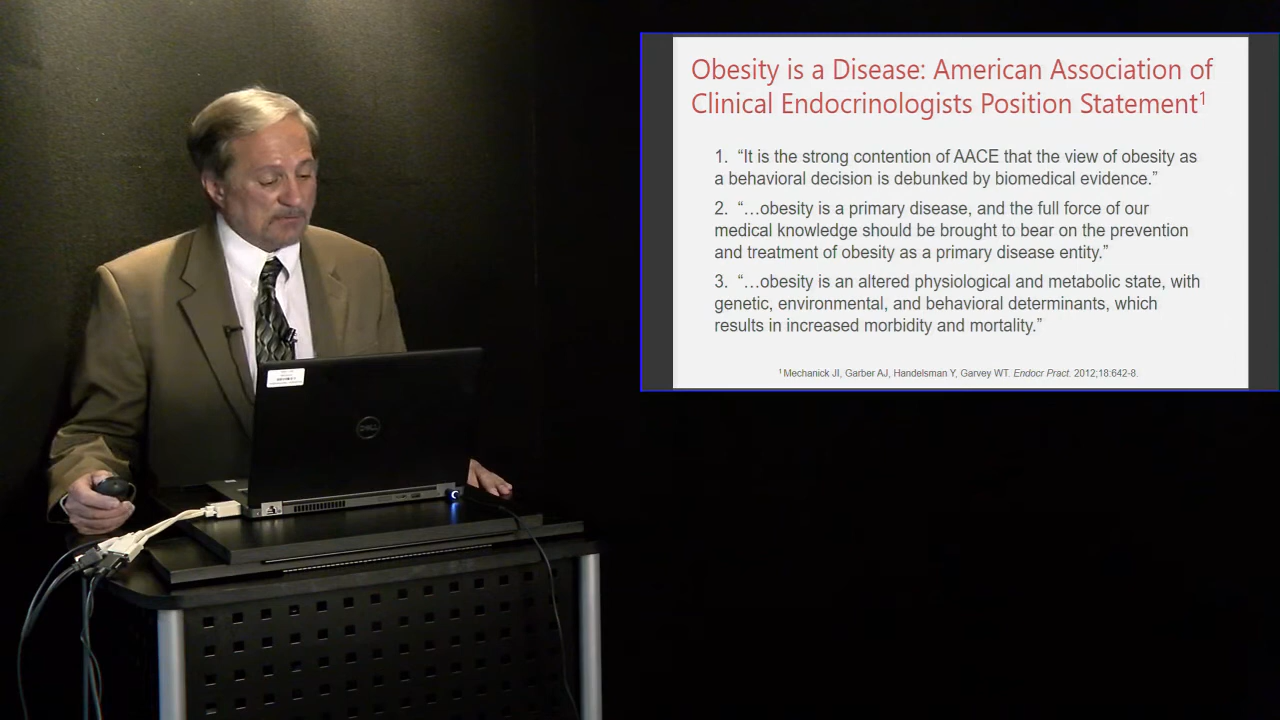 Obesity is a Disease: American Association of
Clinical Endocrinologists Position Statement1
1. “It is the strong contention of AACE that the view of obesity as
a behavioral decision is debunked by biomedical evidence.”
2. “…obesity is a primary disease, and the full force of our
medical knowledge should be brought to bear on the prevention
and treatment of obesity as a primary disease entity.”
3. “…obesity is an altered physiological and metabolic state, with
genetic, environmental, and behavioral determinants, which
results in increased morbidity and mortality.”
1 Mechanick JI, Garber AJ, Handelsman Y, Garvey WT. Endocr Pract. 2012;18:642-8.
DELL